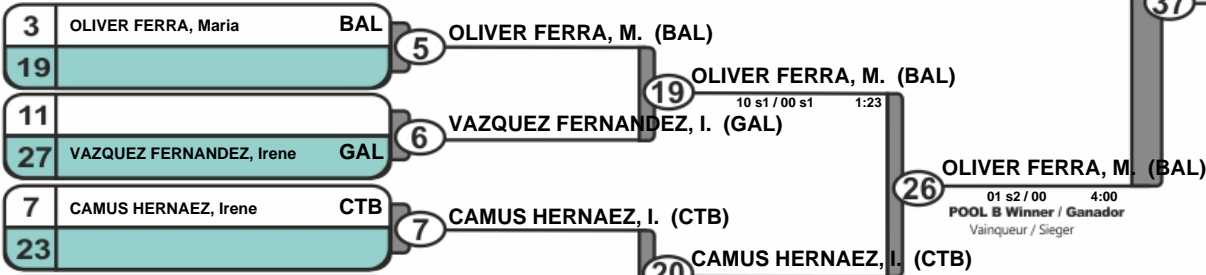 37
3 OLIVER FERRA, Maria BAL
19
5
OLIVER FERRA, M. (BAL)
11
27 VAZQUEZ FERNANDEZ, Irene GAL
6
VAZQUEZ FERNANDEZ, I. (GAL)
19
OLIVER FERRA, M. (BAL)
10 s1 / 00 s1 1:23
7 CAMUS HERNAEZ, Irene CTB
23
7
CAMUS HERNAEZ, I. (CTB)
20
CAMUS HERNAEZ, I. (CTB)
26
OLIVER FERRA, M. (BAL)
01 s2 / 00 4:00
POOL B Winner / Ganador
Vainqueur / Sieger